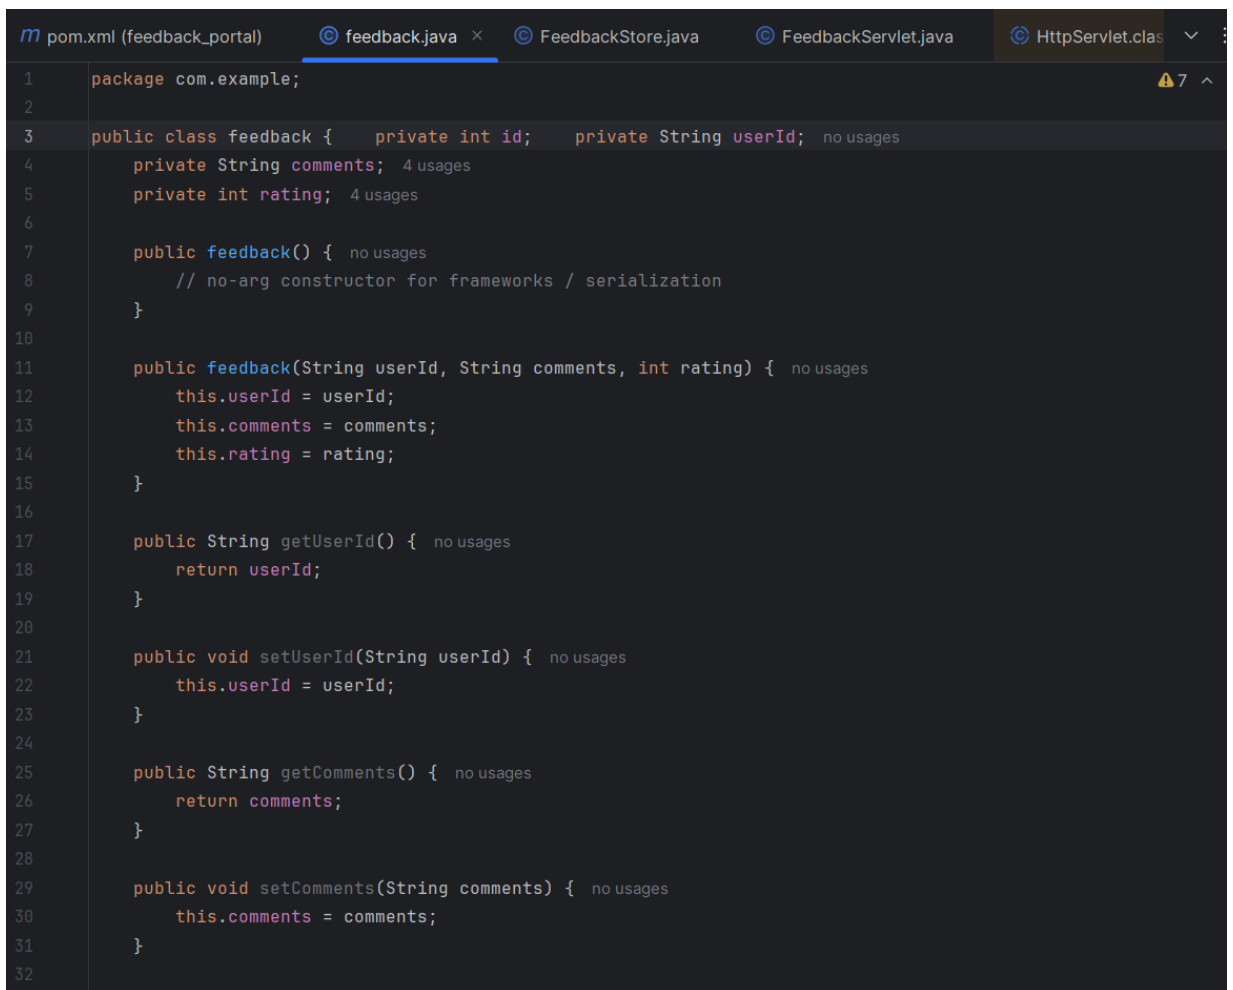 m pom.xml (feedback_portal) © feedback.java × © FeedbackStore.java © FeedbackServlet.java © HttpServlet.clas
1 package com.example; 7
2
3 public class feedback {    private int id;    private String userId; no usages
4     private String comments; 4 usages
5     private int rating; 4 usages
6
7     public feedback() { no usages
8         // no-arg constructor for frameworks / serialization
9     }
10
11     public feedback(String userId, String comments, int rating) { no usages
12         this.userId = userId;
13         this.comments = comments;
14         this.rating = rating;
15     }
16
17     public String getUserId() { no usages
18         return userId;
19     }
20
21     public void setUserId(String userId) { no usages
22         this.userId = userId;
23     }
24
25     public String getComments() { no usages
26         return comments;
27     }
28
29     public void setComments(String comments) { no usages
30         this.comments = comments;
31     }
32